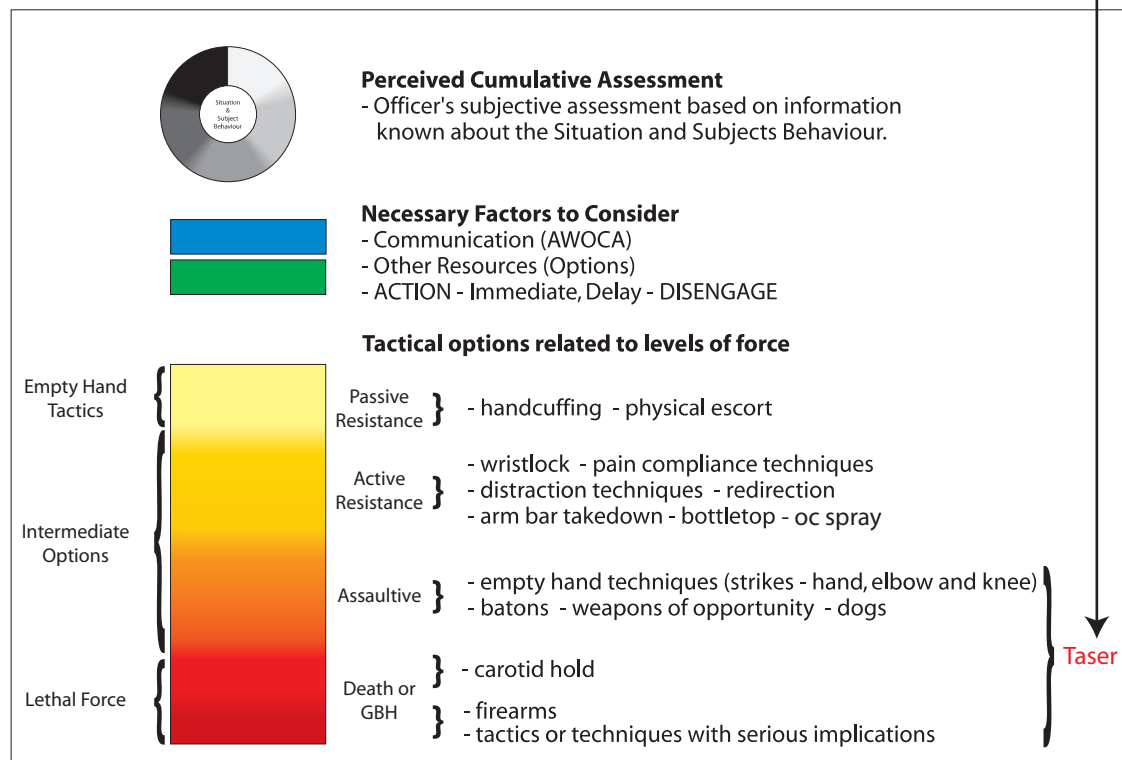 Situation
&
Subject
Behaviour
Perceived Cumulative Assessment
- Officer's subjective assessment based on information
known about the Situation and Subjects Behaviour.
Necessary Factors to Consider
- Communication (AWOCA)
- Other Resources (Options)
- ACTION - Immediate, Delay - DISENGAGE
Tactical options related to levels of force
Empty Hand
Tactics
Passive
Resistance
- handcuffing - physical escort
Active
Resistance
- wristlock - pain compliance techniques
- distraction techniques - redirection
- arm bar takedown - bottletop - oc spray
Intermediate
Options
Assaultive
- empty hand techniques (strikes - hand, elbow and knee)
- batons - weapons of opportunity - dogs
Taser
Lethal Force
Death or
GBH
- carotid hold
- firearms
- tactics or techniques with serious implications